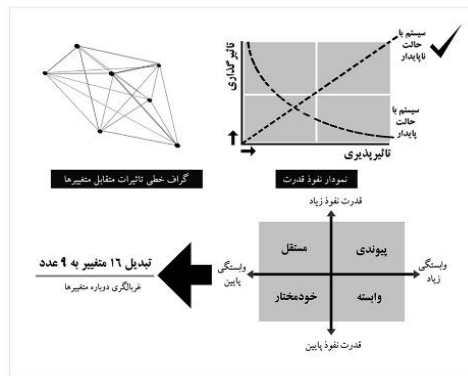 تاثیرگذاری
سیستم با
حالت
ناپایدار
سیستم با
حالت
پایدار
تاثیرپذیری
نمودار نفوذ قدرت
گراف خطی تاثیرات متقابل متغیرها
قدرت نفوذ زیاد
پیوندی
مستقل
وابستگی
زیاد
وابستگی
پایین
وابسته
خودمختار
قدرت نفوذ پایین
تبدیل ۱۶ متغییر به ۹ عدد
غربالگری دوباره متغیرها